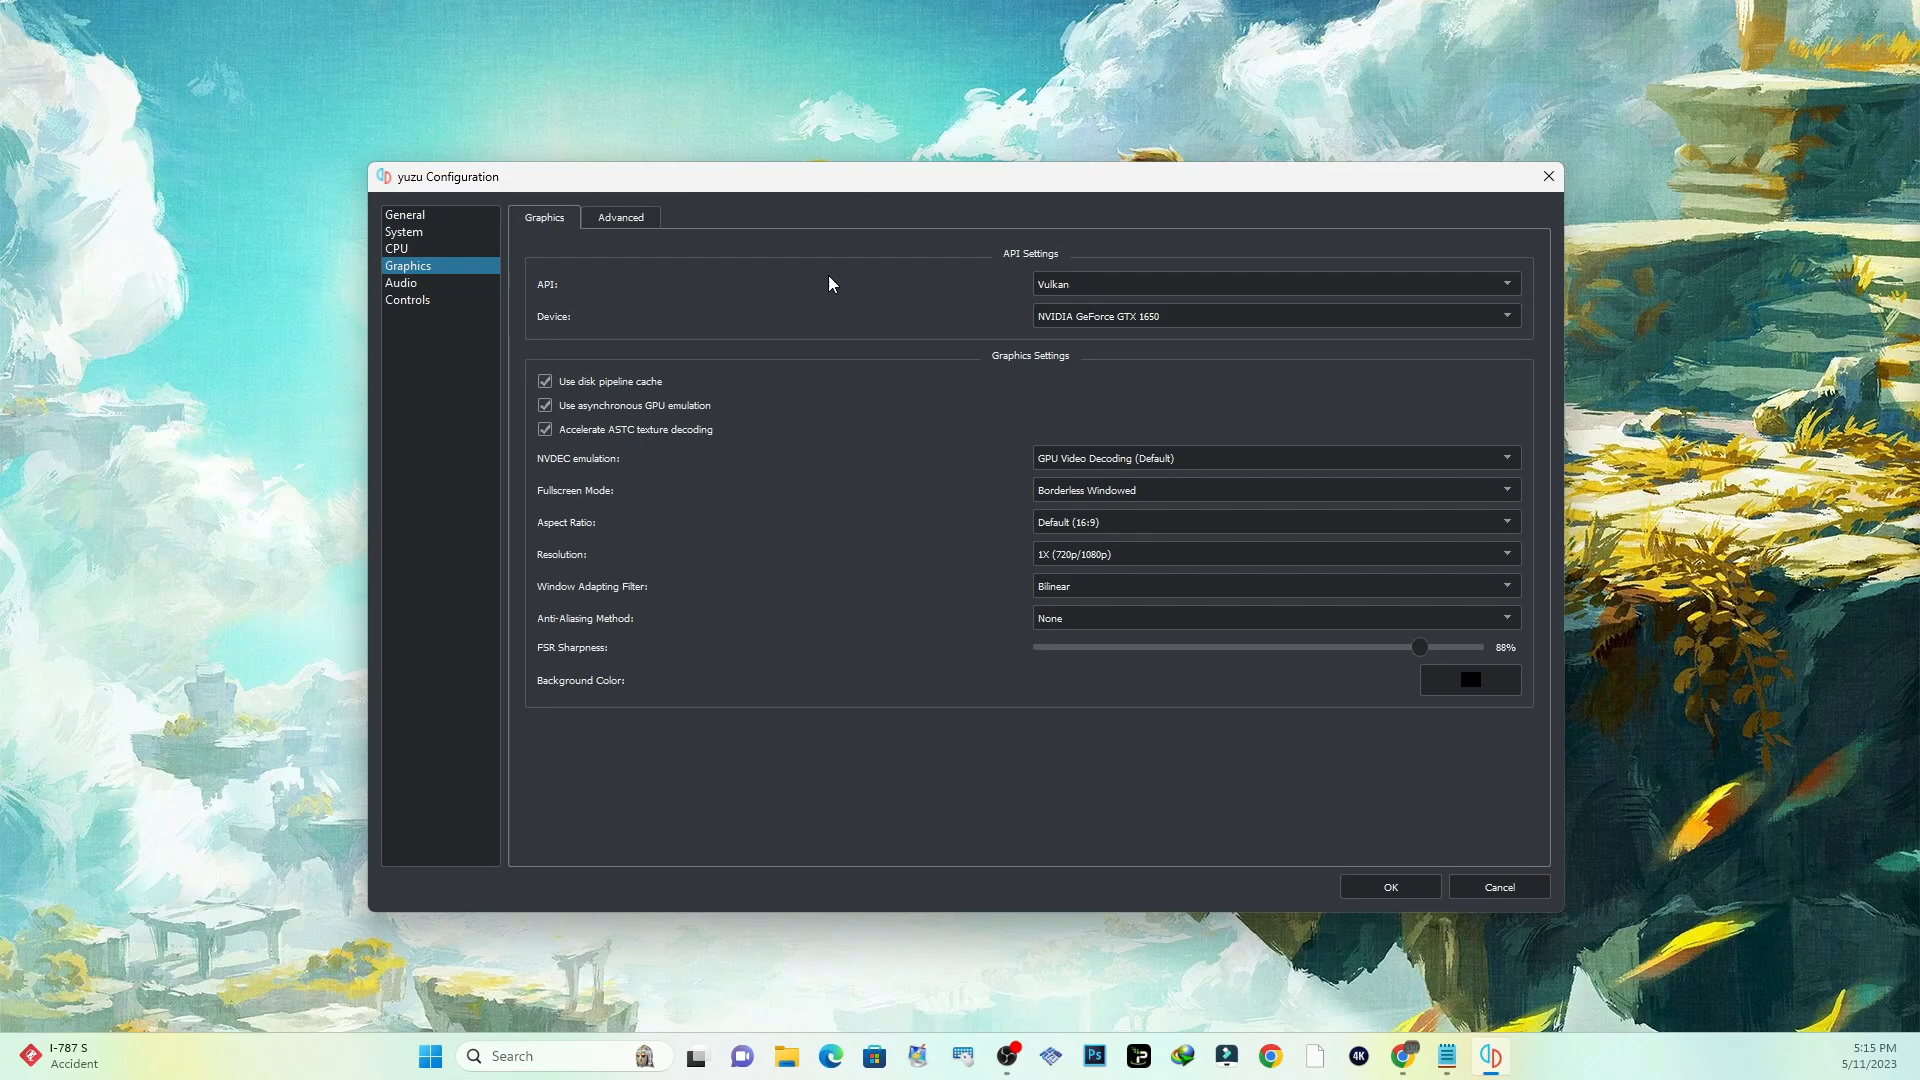 yuzu Configuration
General
System
CPU
Graphics
Audio
Controls
Graphics
Advanced
API Settings
API:
Vulkan
Device:
NVIDIA GeForce GTX 1650
Graphics Settings
Use disk pipeline cache
Use asynchronous GPU emulation
Accelerate ASTC texture decoding
NVDEC emulation:
GPU Video Decoding (Default)
Fullscreen Mode:
Borderless Windowed
Aspect Ratio:
Default (16:9)
Resolution:
1X (720p/1080p)
Window Adapting Filter:
Bilinear
Anti-Aliasing Method:
None
FSR Sharpness:
88%
Background Color:
OK
Cancel
I-787 S
Accident
Search
Ps
4K
5:15 PM
5/11/2023